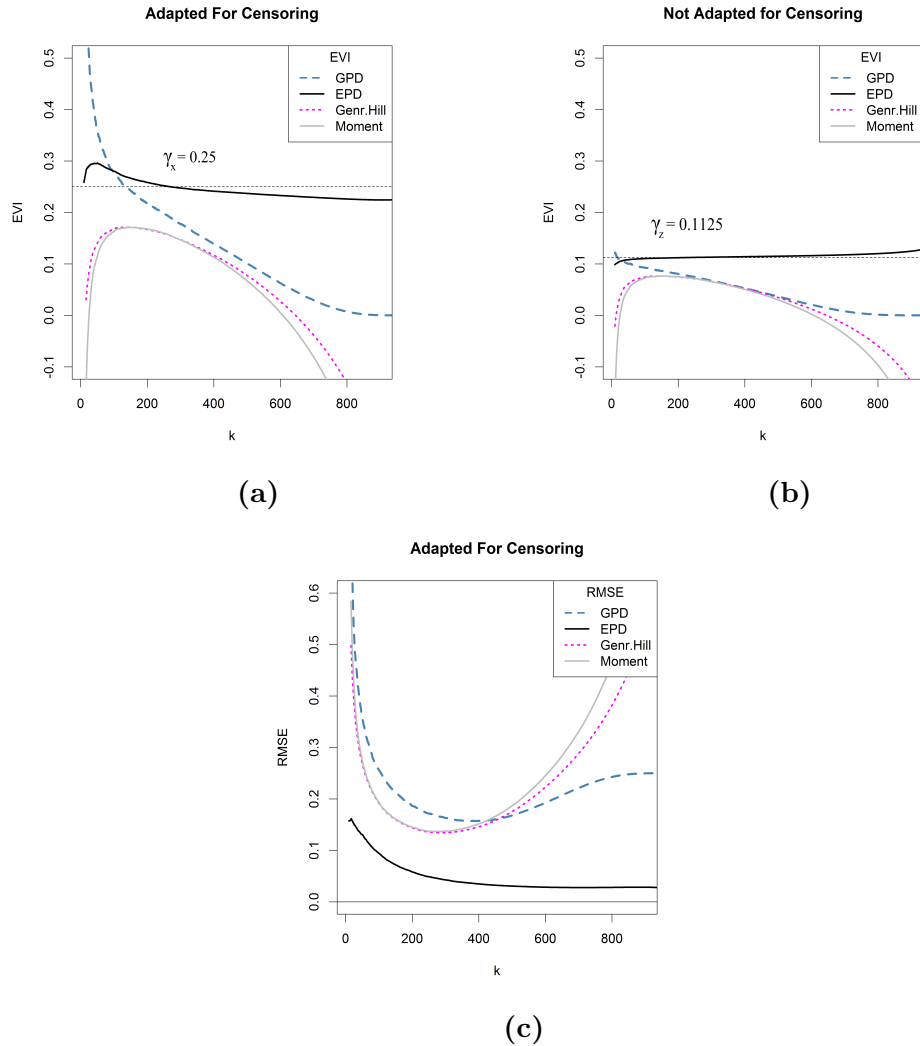 Adapted For Censoring
EVI
0.5
0.4
0.3
0.2
0.1
0.0
-0.1
γx = 0.25
EVI
GPD
EPD
Genr.Hill
Moment
0 200 400 600 800
k
(a)
Not Adapted for Censoring
EVI
0.5
0.4
0.3
0.2
0.1
0.0
-0.1
γz = 0.1125
EVI
GPD
EPD
Genr.Hill
Moment
0 200 400 600 800
k
(b)
Adapted For Censoring
RMSE
0.6
0.5
0.4
0.3
0.2
0.1
0.0
RMSE
GPD
EPD
Genr.Hill
Moment
0 200 400 600 800
k
(c)